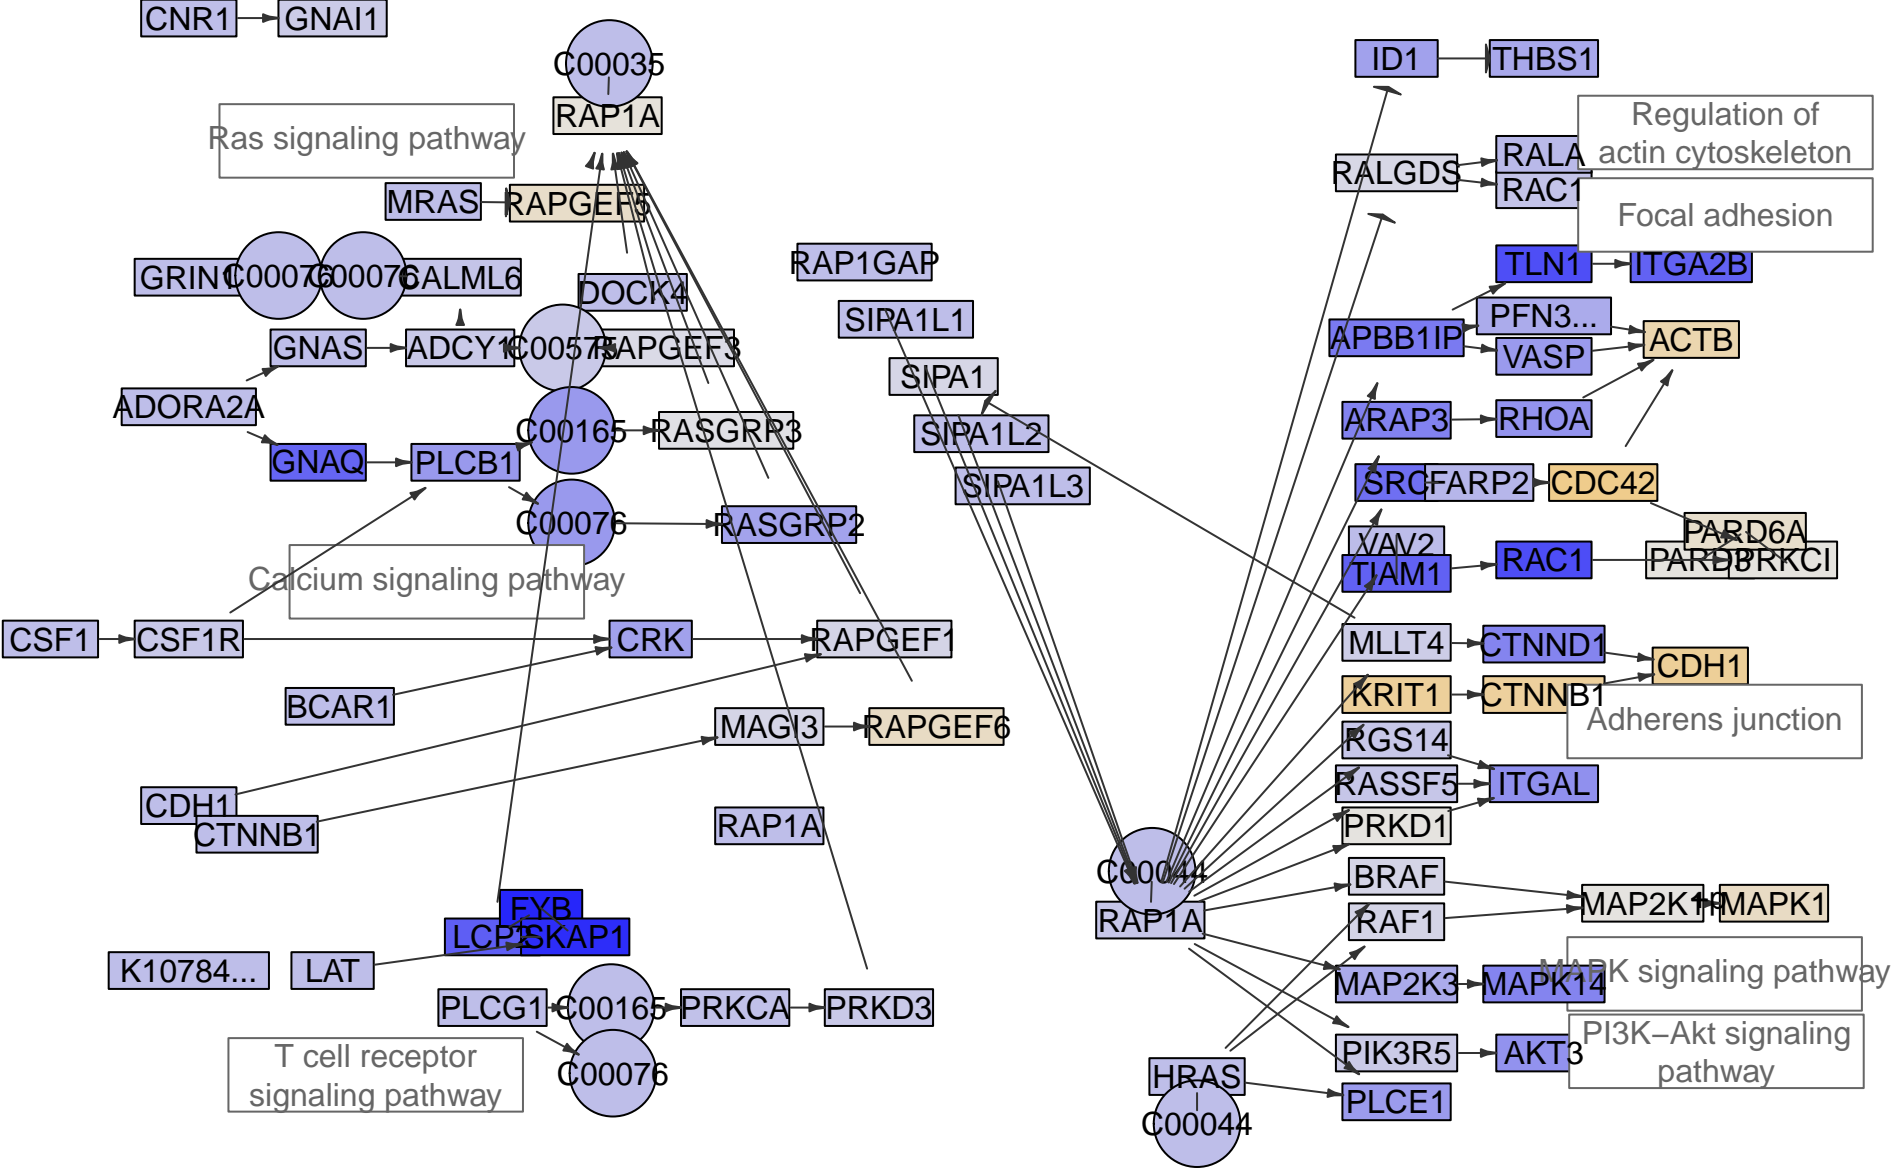 CNR1
GNAI1
C00035
RAP1A
Ras signaling pathway
MRAS
RAPGEF5
GRIN1
C00076
C00076
CALML6
DOCK4
GNAS
ADCY1
C00575
RAPGEF3
ADORA2A
GNAQ
PLCB1
C00165
RASGRP3
C00076
RASGRP2
Calcium signaling pathway
CSF1
CSF1R
CRK
RAPGEF1
BCAR1
MAGI3
RAPGEF6
CDH1
CTNNB1
RAP1A
FYB
LCP2
SKAP1
K10784...
LAT
PLCG1
C00165
PRKCA
PRKD3
C00076
T cell receptor
signaling pathway
RAP1GAP
SIPA1L1
SIPA1
SIPA1L2
SIPA1L3
C00044
RAP1A
HRAS
C00044
ID1
THBS1
Regulation of
actin cytoskeleton
RALGDS
RALA
RAC1
Focal adhesion
TLN1
ITGA2B
APBB1IP
PFN3...
VASP
ACTB
ARAP3
RHOA
SRC
FARP2
CDC42
VAV2
TIAM1
RAC1
PARD6A
PARD3
PRKCI
MLLT4
CTNND1
CDH1
KRIT1
CTNNB1
Adherens junction
RGS14
RASSF5
ITGAL
PRKD1
BRAF
RAF1
MAP2K1
+p
MAPK1
MAP2K3
MAPK14
MAPK signaling pathway
PIK3R5
AKT3
PI3K−Akt signaling
pathway
PLCE1